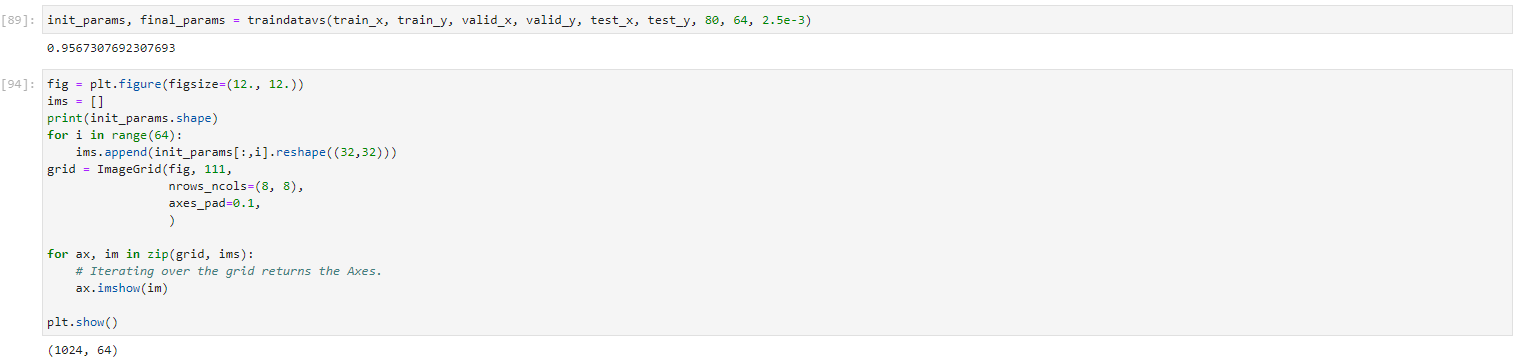 [89]: init_params, final_params = traindatavs(train_x, train_y, valid_x, valid_y, test_x, test_y, 80, 64, 2.5e-3)
0.9567307692307693
[94]: fig = plt.figure(figsize=(12., 12.))
ims = []
print(init_params.shape)
for i in range(64):
    ims.append(init_params[:,i].reshape((32,32)))
grid = ImageGrid(fig, 111,
                 nrows_ncols=(8, 8),
                 axes_pad=0.1,
                 )
for ax, im in zip(grid, ims):
    # Iterating over the grid returns the Axes.
    ax.imshow(im)
plt.show()
(1024, 64)